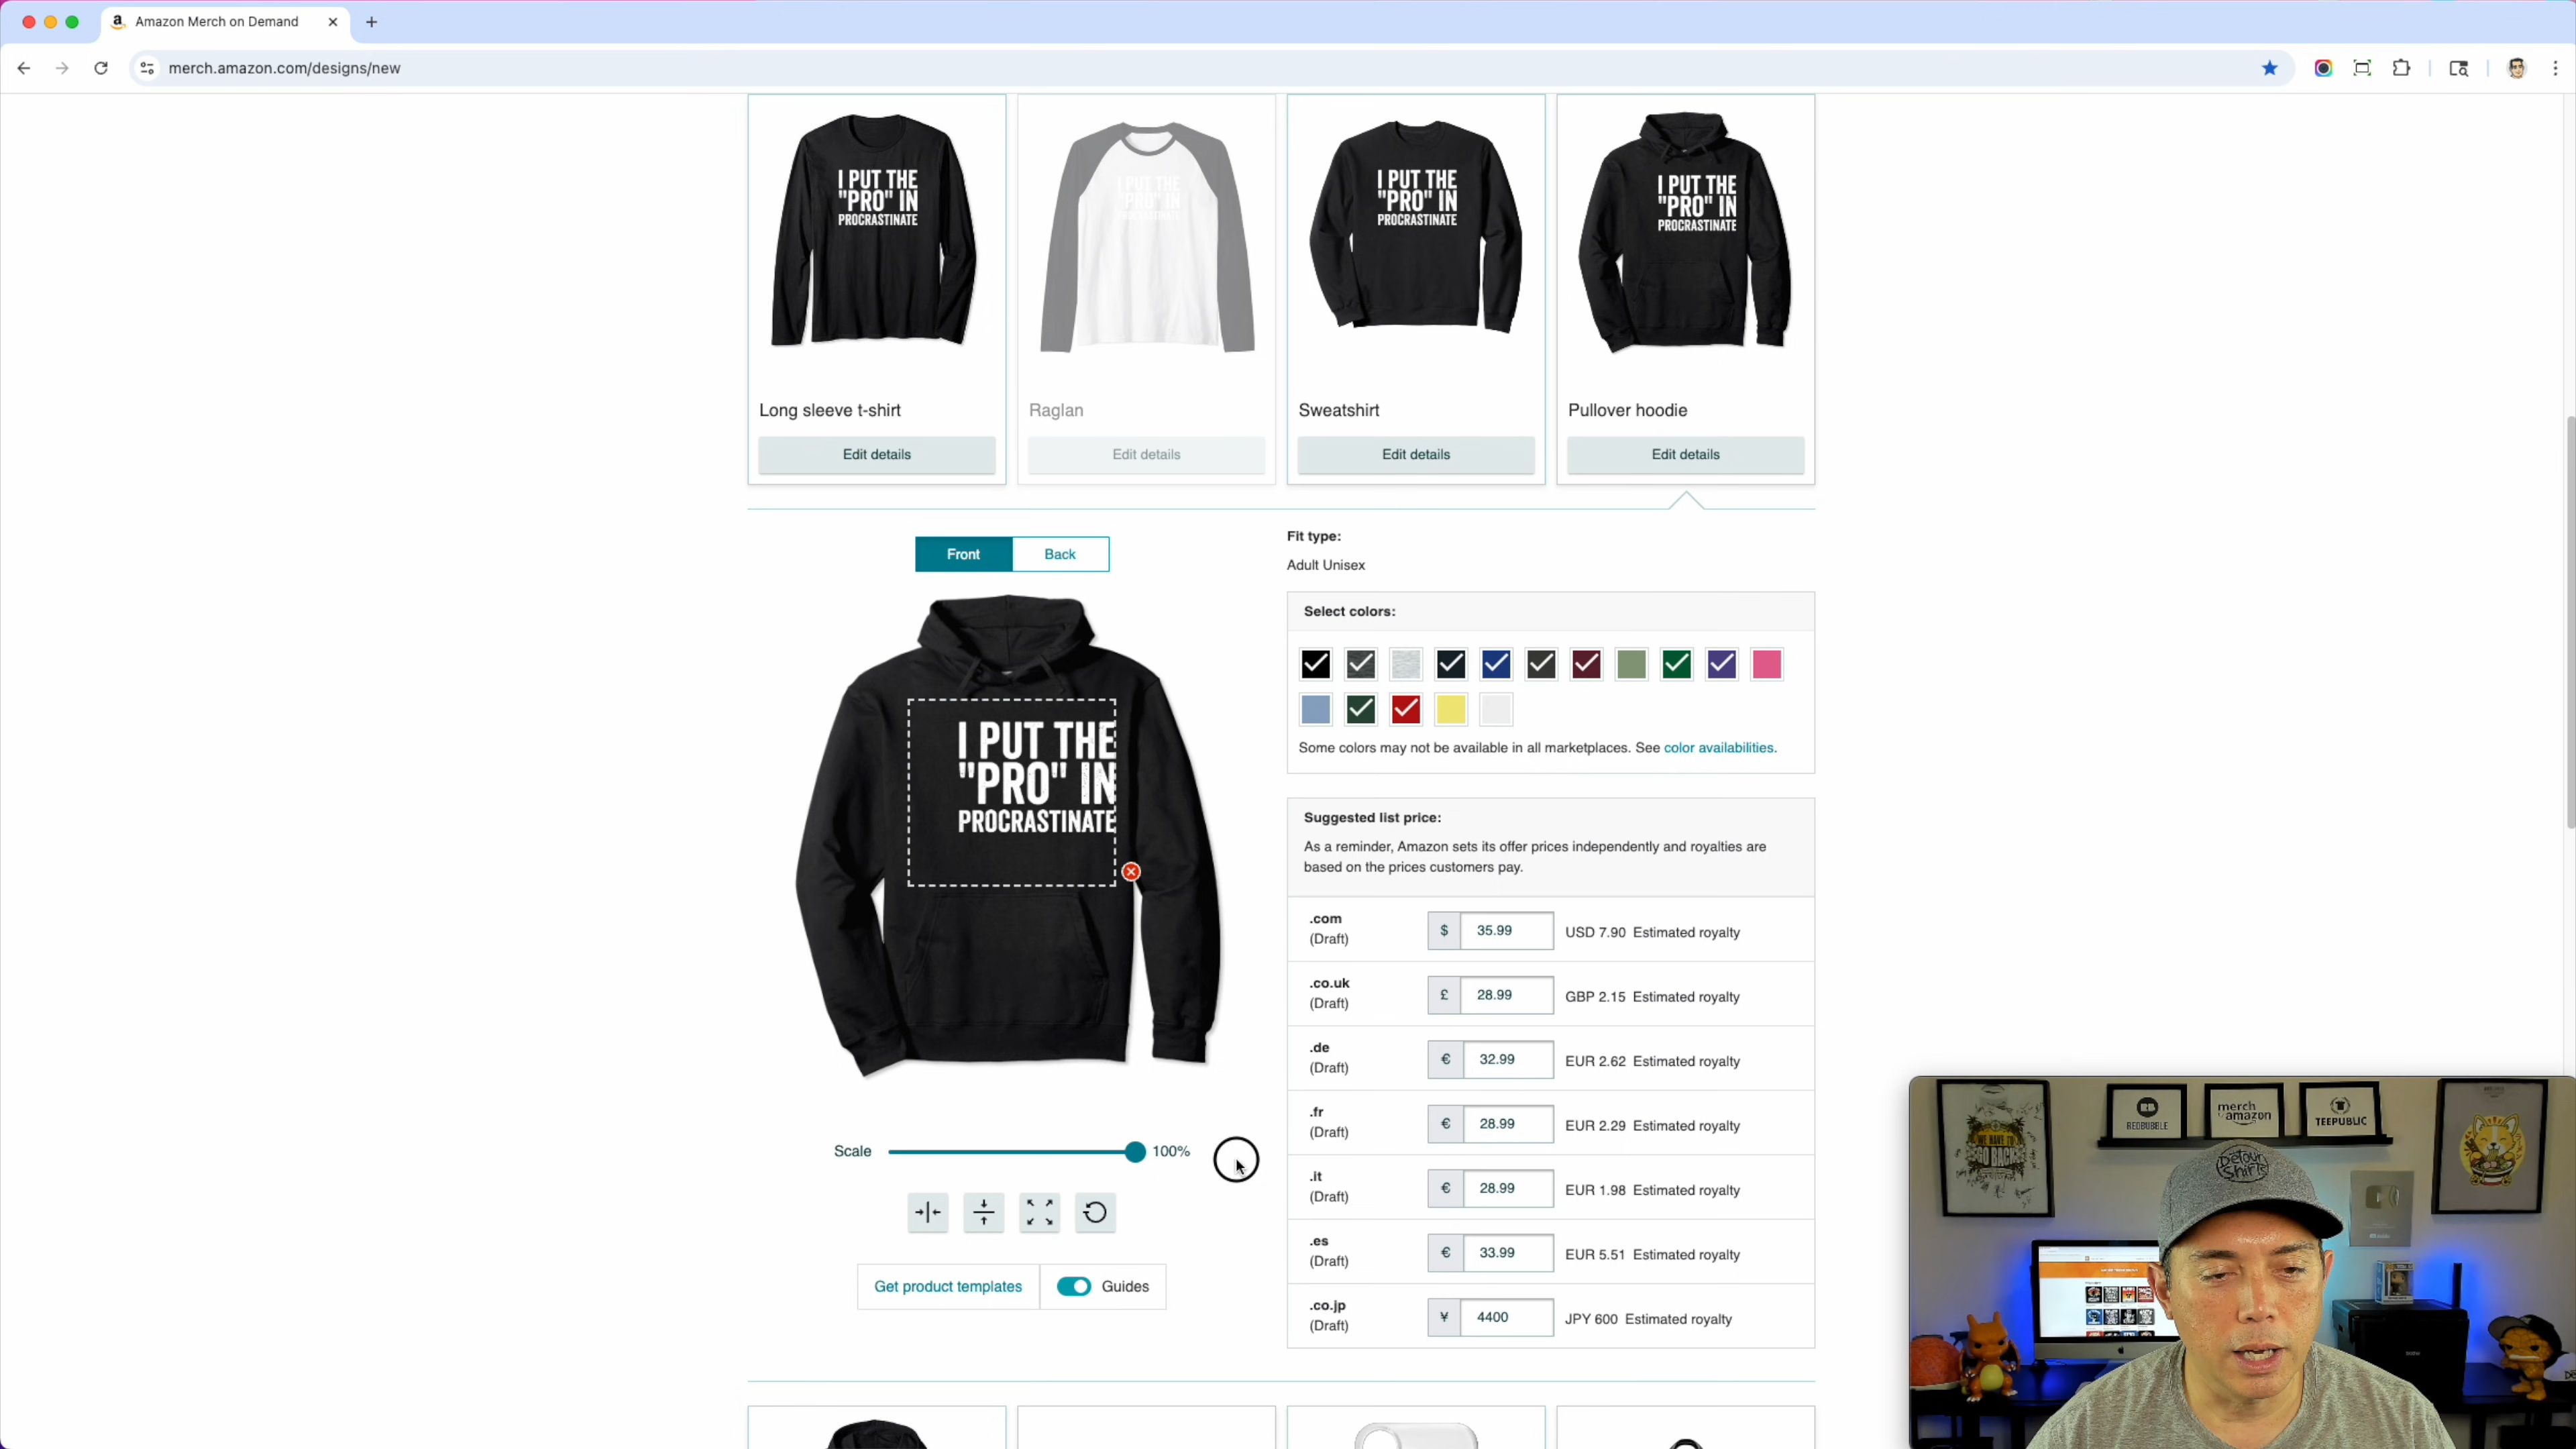 Amazon Merch on Demand
merch.amazon.com/designs/new
I PUT THE
"PRO" IN
PROCRASTINATE
I PUT THE
"PRO" IN
I PUT THE
"PRO" IN
PROCRASTINATE
I PUT THE
"PRO" IN
PROCRASTINATE
Long sleeve t-shirt
Raglan
Sweatshirt
Pullover hoodie
Edit details
Edit details
Edit details
Edit details
Front
Back
I PUT THE
"PRO" IN
PROCRASTINATE
Scale
100%
Get product templates
Guides
Fit type:
Adult Unisex
Select colors:
Some colors may not be available in all marketplaces. See color availabilities.
Suggested list price:
As a reminder, Amazon sets its offer prices independently and royalties are
based on the prices customers pay.
.com
(Draft)
$ 35.99 USD 7.90 Estimated royalty
.co.uk
(Draft)
£ 28.99 GBP 2.15 Estimated royalty
.de
(Draft)
€ 32.99 EUR 2.62 Estimated royalty
.fr
(Draft)
€ 28.99 EUR 2.29 Estimated royalty
.it
(Draft)
€ 28.99 EUR 1.98 Estimated royalty
.es
(Draft)
€ 33.99 EUR 5.51 Estimated royalty
.co.jp
(Draft)
¥ 4400 JPY 600 Estimated royalty
WE HAVE TO
GO BACK
RB
REDBUBBLE
merch
amazon
TEEPUBLIC
DETOUR
SHIRTS